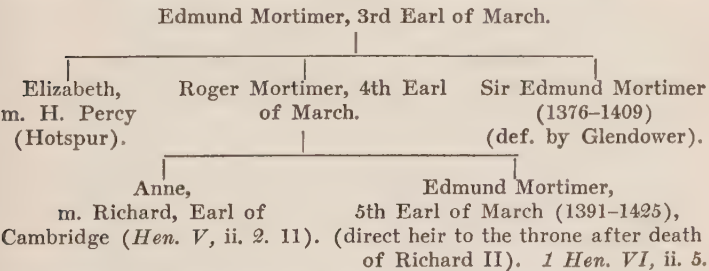 Edmund Mortimer, 3rd Earl of March.
Elizabeth,
m. H. Percy
(Hotspur).
Roger Mortimer, 4th Earl
of March.
Sir Edmund Mortimer
(1376–1409)
(def. by Glendower).
Anne,
m. Richard, Earl of
Cambridge (Hen. V, ii. 2. 11).
Edmund Mortimer,
5th Earl of March (1391–1425),
(direct heir to the throne after death
of Richard II). 1 Hen. VI, ii. 5.